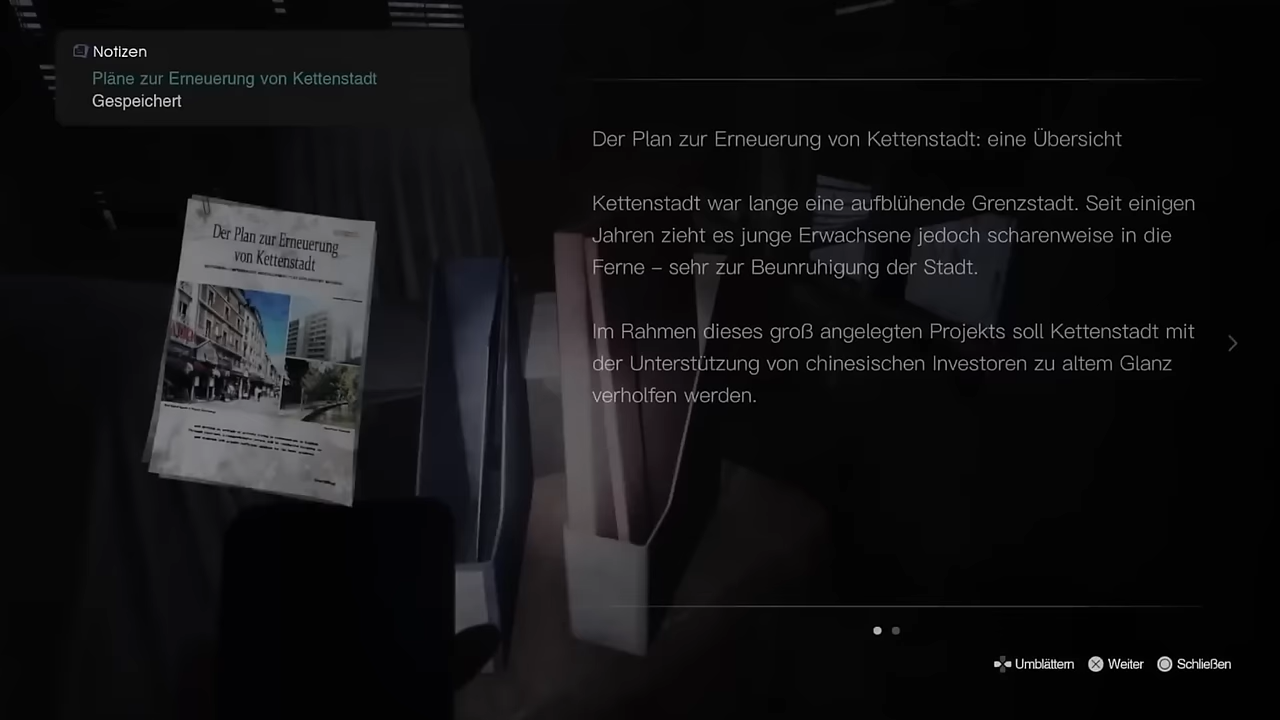 Notizen
Pläne zur Erneuerung von Kettenstadt
Gespeichert
Der Plan zur Erneuerung
von Kettenstadt
Der Plan zur Erneuerung von Kettenstadt: eine Übersicht
Kettenstadt war lange eine aufblühende Grenzstadt. Seit einigen
Jahren zieht es junge Erwachsene jedoch scharenweise in die
Ferne – sehr zur Beunruhigung der Stadt.
Im Rahmen dieses groß angelegten Projekts soll Kettenstadt mit
der Unterstützung von chinesischen Investoren zu altem Glanz
verholfen werden.
Umblättern Weiter Schließen